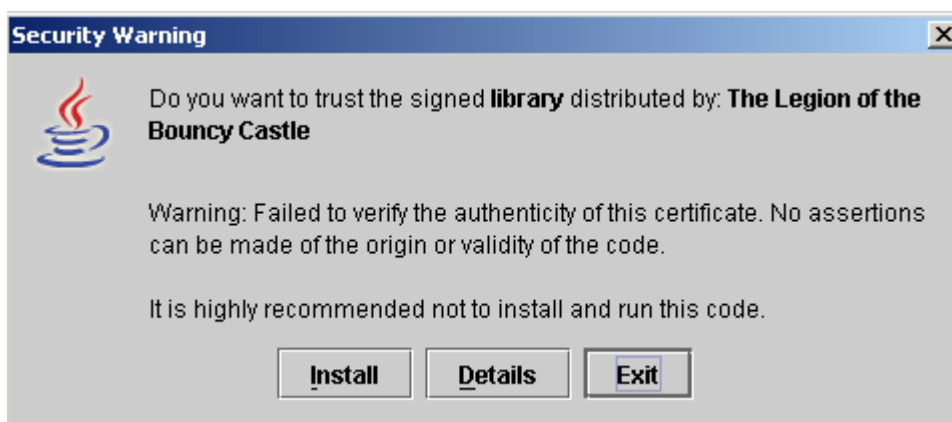 Security Warning
Do you want to trust the signed library distributed by: The Legion of the
Bouncy Castle
Warning: Failed to verify the authenticity of this certificate. No assertions
can be made of the origin or validity of the code.
It is highly recommended not to install and run this code.
Install Details Exit